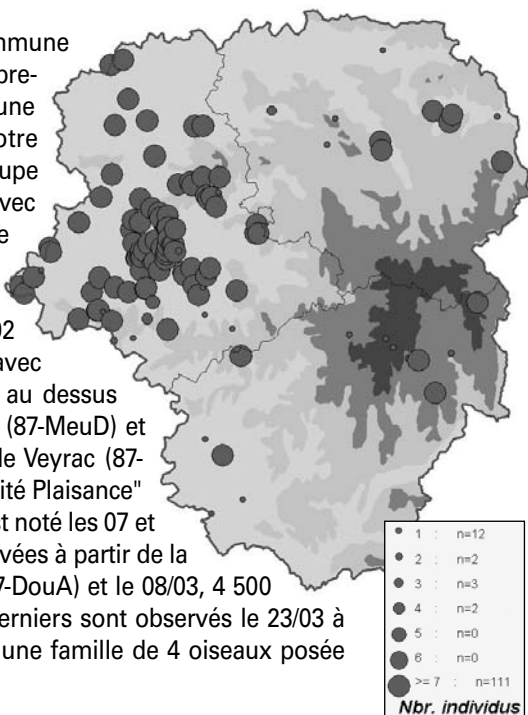 mmune
pre-
une
otre
upe
vec
e
02
avec
au dessus
(87-MeuD) et
de Veyrac (87-
ité Plaisance"
st noté les 07 et
vées à partir de la
7-DouA) et le 08/03, 4 500
erniers sont observés le 23/03 à
une famille de 4 oiseaux posée
1 : n=12
2 : n=2
3 : n=3
4 : n=2
5 : n=0
6 : n=0
>= 7 : n=111
Nbr. individus